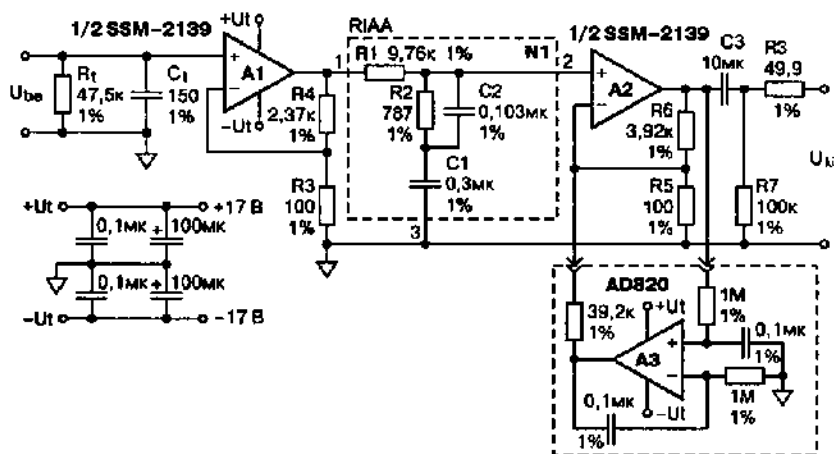 1/2 SSM-2139
+Ut
A1
-Ut
Ube
Rt
47,5к
1%
C1
150
1%
R4
2,37к
1%
R3
100
1%
1
RIAA
R1 9,76к 1%
N1
R2
787
1%
C2
0,103мк
1%
C1
0,3мк
1%
3
2
1/2 SSM-2139
A2
C3
10мк
R3
49,9
1%
R6
3,92к
1%
R5
100
1%
R7
100к
1%
+Ut
+17 В
0,1мк
+
100мк
0,1мк
+
100мк
-Ut
-17 В
AD820
39,2к
1%
+Ut
A3
-Ut
1M
1%
0,1мк
1%
1M
1%
0,1мк
1%